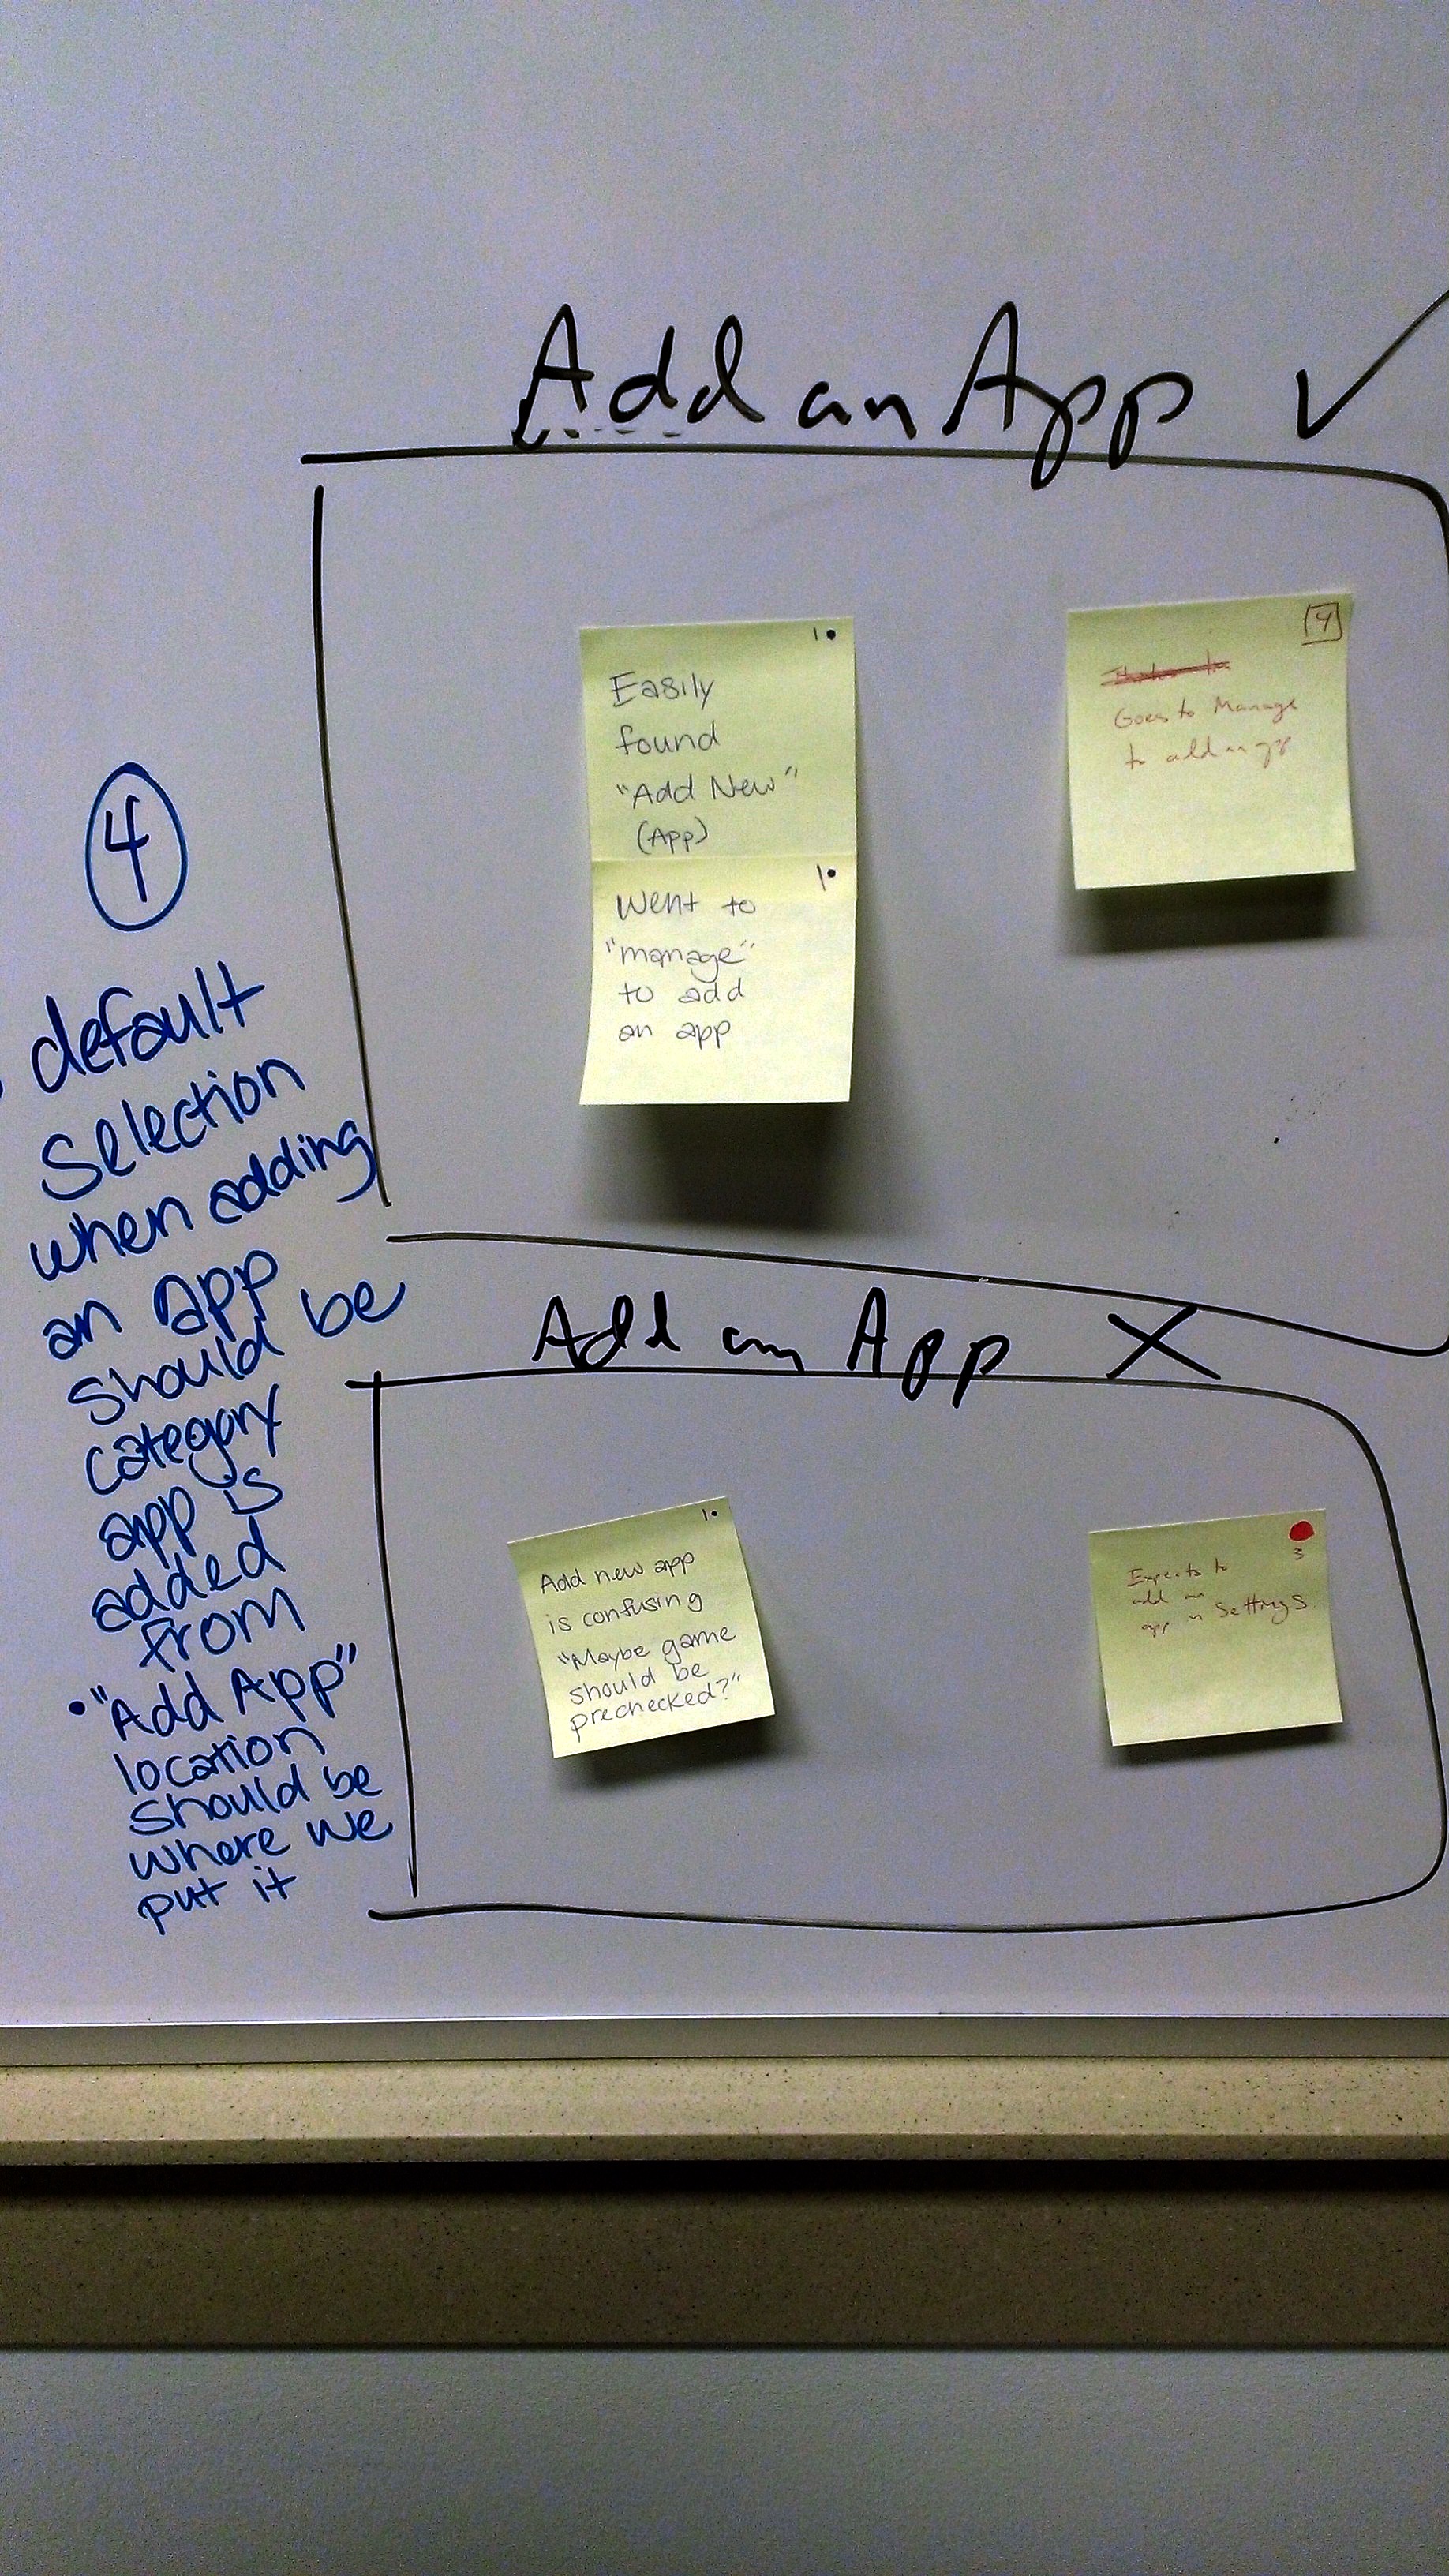 Add an App ✓
1•
Easily
found
"Add New"
(App)
1•
Went to
"manage"
to add
an app
4
Goes to Manage
to add an app
4
• default
selection
when adding
an app
should be
category
app is
added
from
• "Add App"
location
should be
where we
put it
Add an App X
1•
Add new app
is confusing
"Maybe game
should be
prechecked?"
3
Expects to
add an
app in Settings